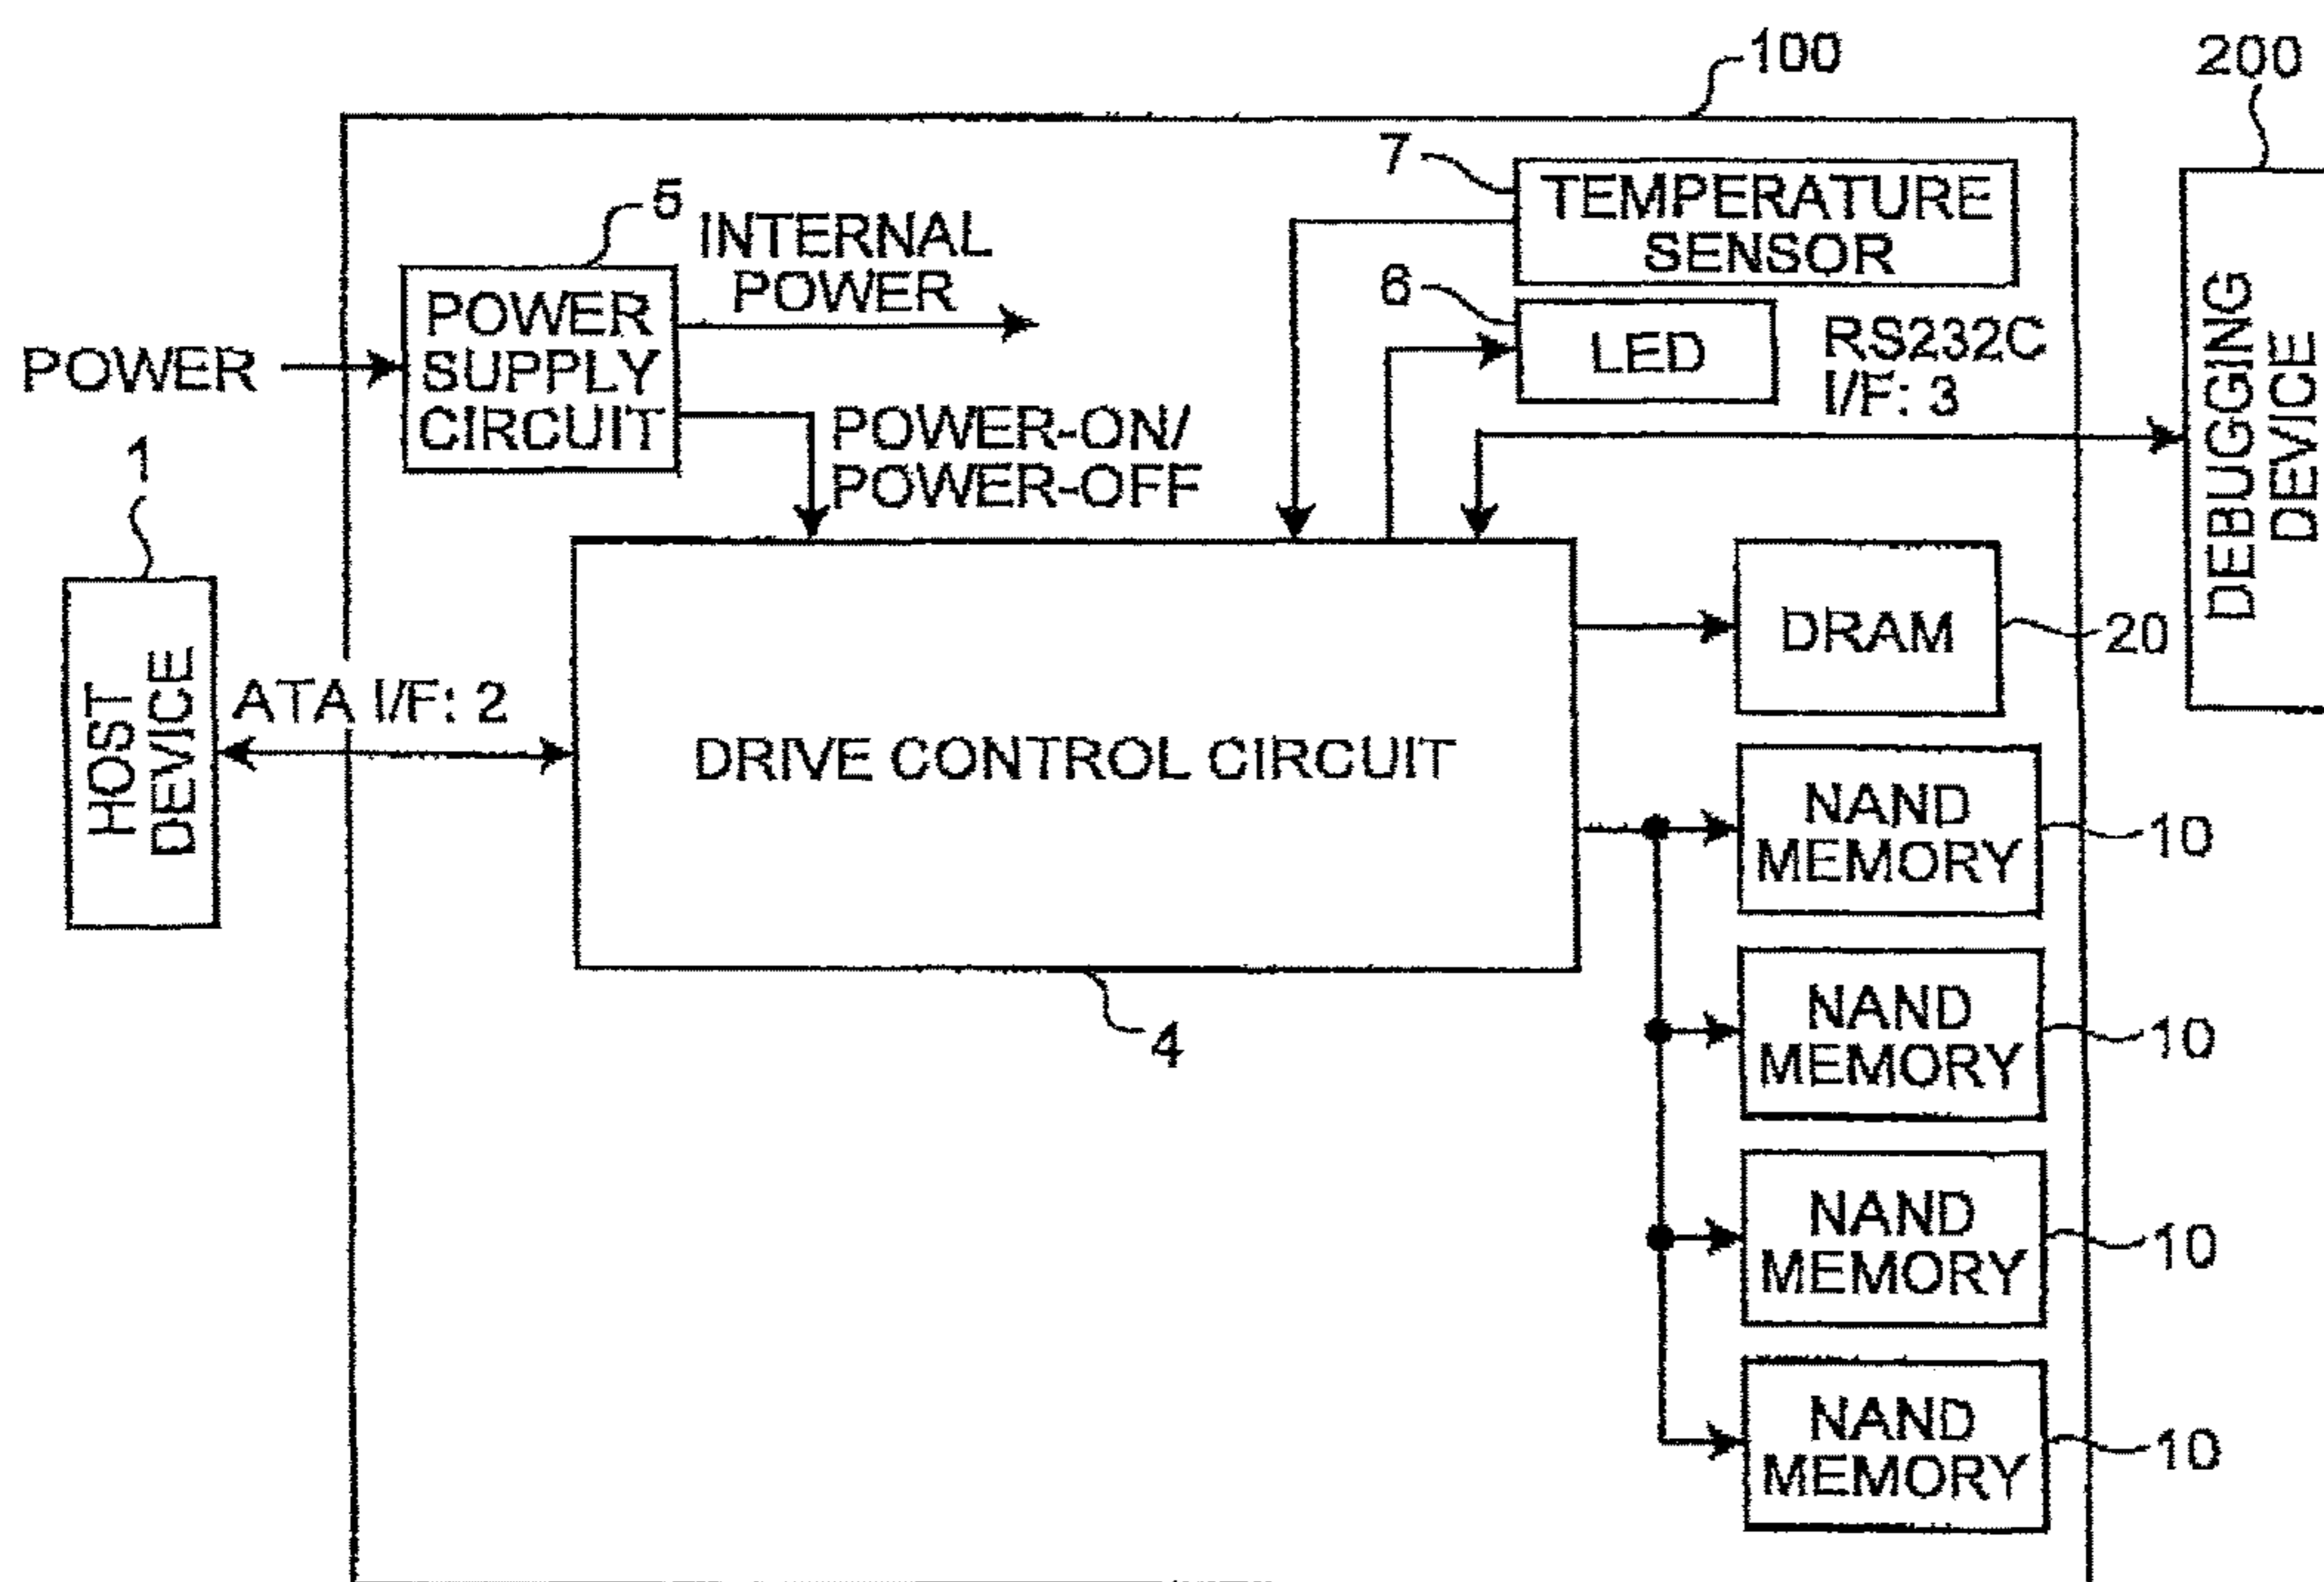 100
200
7
TEMPERATURE
SENSOR
5
INTERNAL
POWER
6
LED
RS232C
I/F: 3
POWER
SUPPLY
CIRCUIT
POWER
POWER-ON/
POWER-OFF
DEBUGGING
DEVICE
1
HOST
DEVICE
ATA I/F: 2
DRIVE CONTROL CIRCUIT
4
DRAM
20
NAND
MEMORY
10
NAND
MEMORY
10
NAND
MEMORY
10
NAND
MEMORY
10